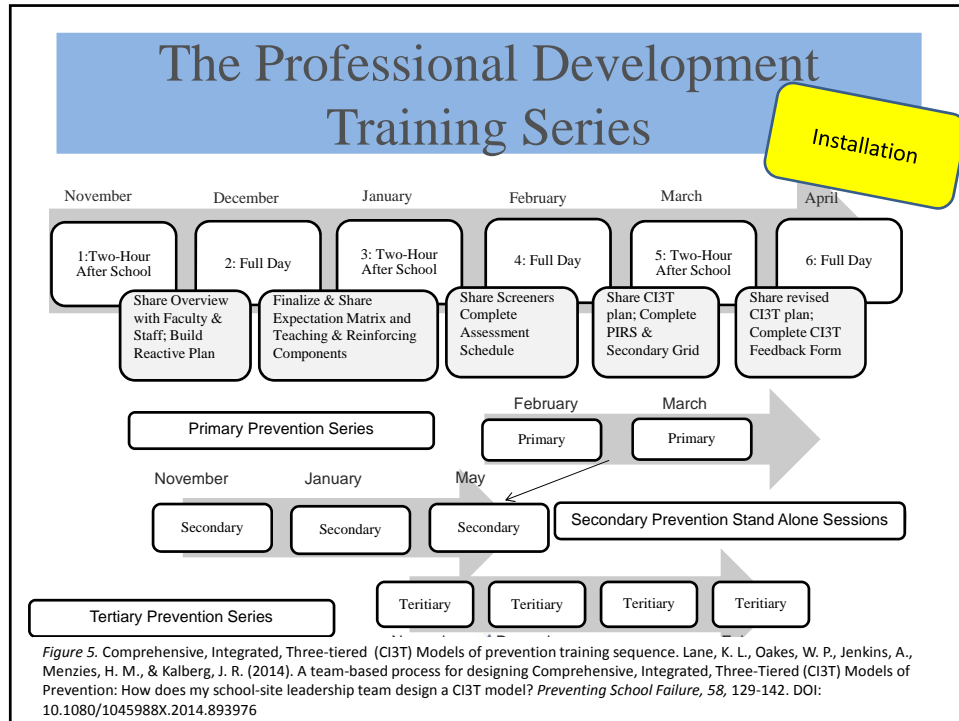 The Professional Development
Training Series
Installation
November
December
January
February
March
April
1:Two-Hour
After School
2: Full Day
3: Two-Hour
After School
4: Full Day
5: Two-Hour
After School
6: Full Day
Share Overview
with Faculty &
Staff; Build
Reactive Plan
Finalize & Share
Expectation Matrix and
Teaching & Reinforcing
Components
Share Screeners
Complete
Assessment
Schedule
Share CI3T
plan; Complete
PIRS &
Secondary Grid
Share revised
CI3T plan;
Complete CI3T
Feedback Form
February
March
Primary Prevention Series
Primary
Primary
November
January
May
Secondary
Secondary
Secondary
Secondary Prevention Stand Alone Sessions
Teritiary
Teritiary
Teritiary
Teritiary
Tertiary Prevention Series
Figure 5. Comprehensive, Integrated, Three-tiered (CI3T) Models of prevention training sequence. Lane, K. L., Oakes, W. P., Jenkins, A.,
Menzies, H. M., & Kalberg, J. R. (2014). A team-based process for designing Comprehensive, Integrated, Three-Tiered (CI3T) Models of
Prevention: How does my school-site leadership team design a CI3T model? Preventing School Failure, 58, 129-142. DOI:
10.1080/1045988X.2014.893976